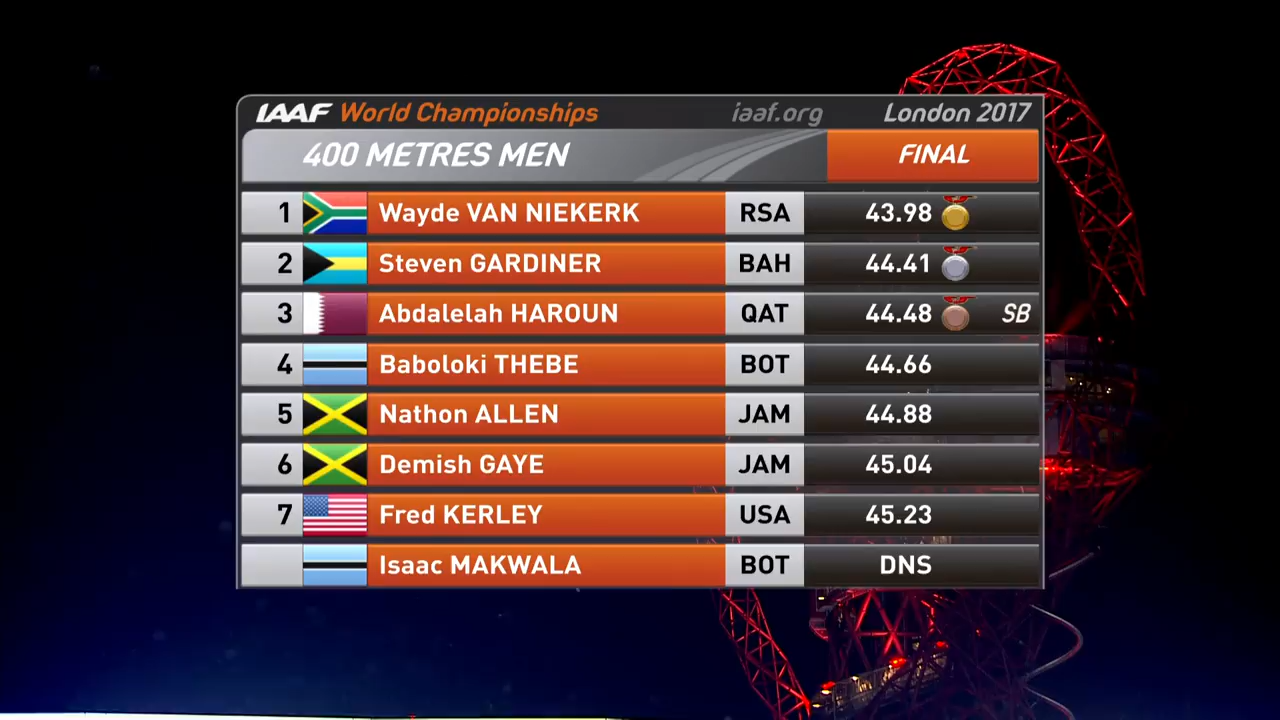 IAAF World Championships iaaf.org London 2017
400 METRES MEN FINAL
1 Wayde VAN NIEKERK RSA 43.98
2 Steven GARDINER BAH 44.41
3 Abdalelah HAROUN QAT 44.48 SB
4 Baboloki THEBE BOT 44.66
5 Nathon ALLEN JAM 44.88
6 Demish GAYE JAM 45.04
7 Fred KERLEY USA 45.23
Isaac MAKWALA BOT DNS